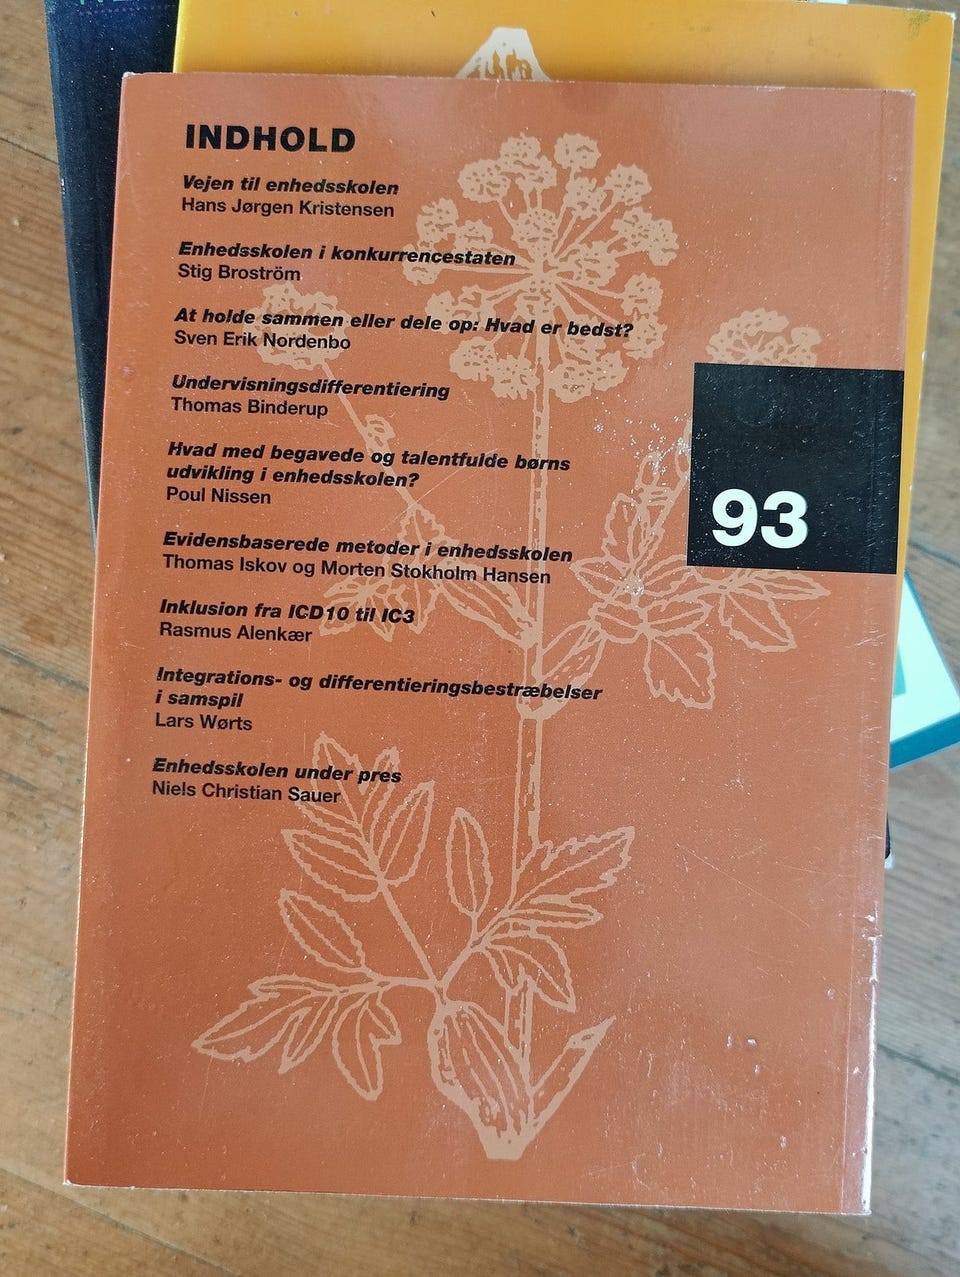 INDHOLD
Vejen til enhedsskolen
Hans Jørgen Kristensen
Enhedsskolen i konkurrencestaten
Stig Broström
At holde sammen eller dele op: Hvad er bedst?
Sven Erik Nordenbo
Undervisningsdifferentiering
Thomas Binderup
Hvad med begavede og talentfulde børns
udvikling i enhedsskolen?
Poul Nissen
Evidensbaserede metoder i enhedsskolen
Thomas Iskov og Morten Stokholm Hansen
Inklusion fra ICD10 til IC3
Rasmus Alenkær
Integrations- og differentieringsbestræbelser
i samspil
Lars Wørts
Enhedsskolen under pres
Niels Christian Sauer
93